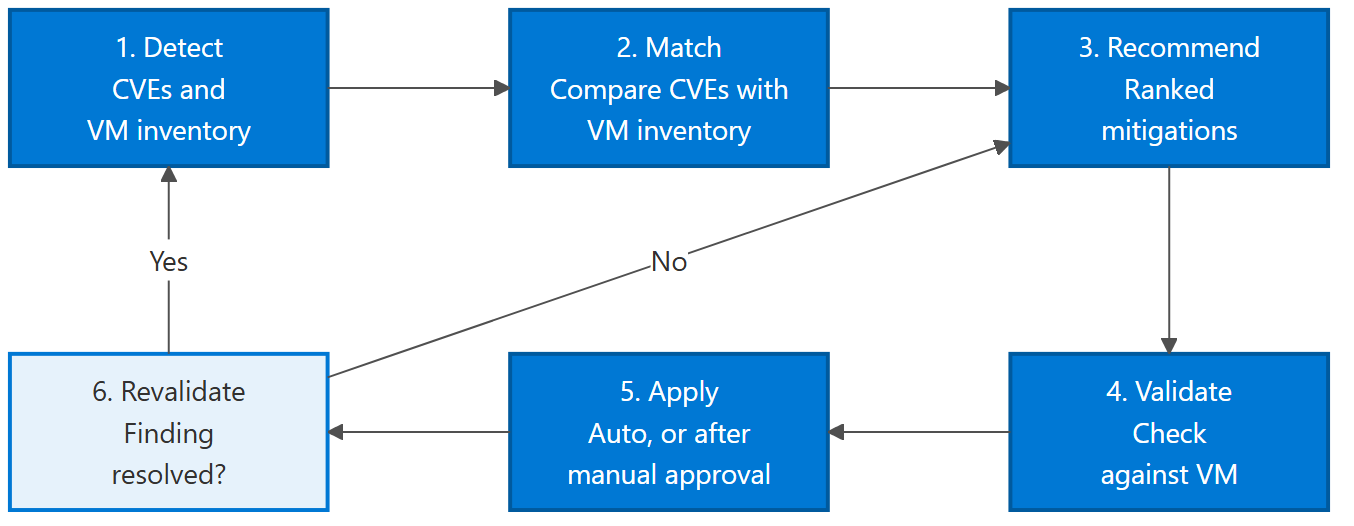 1. Detect
CVEs and
VM inventory
2. Match
Compare CVEs with
VM inventory
3. Recommend
Ranked
mitigations
Yes
No
6. Revalidate
Finding
resolved?
5. Apply
Auto, or after
manual approval
4. Validate
Check
against VM